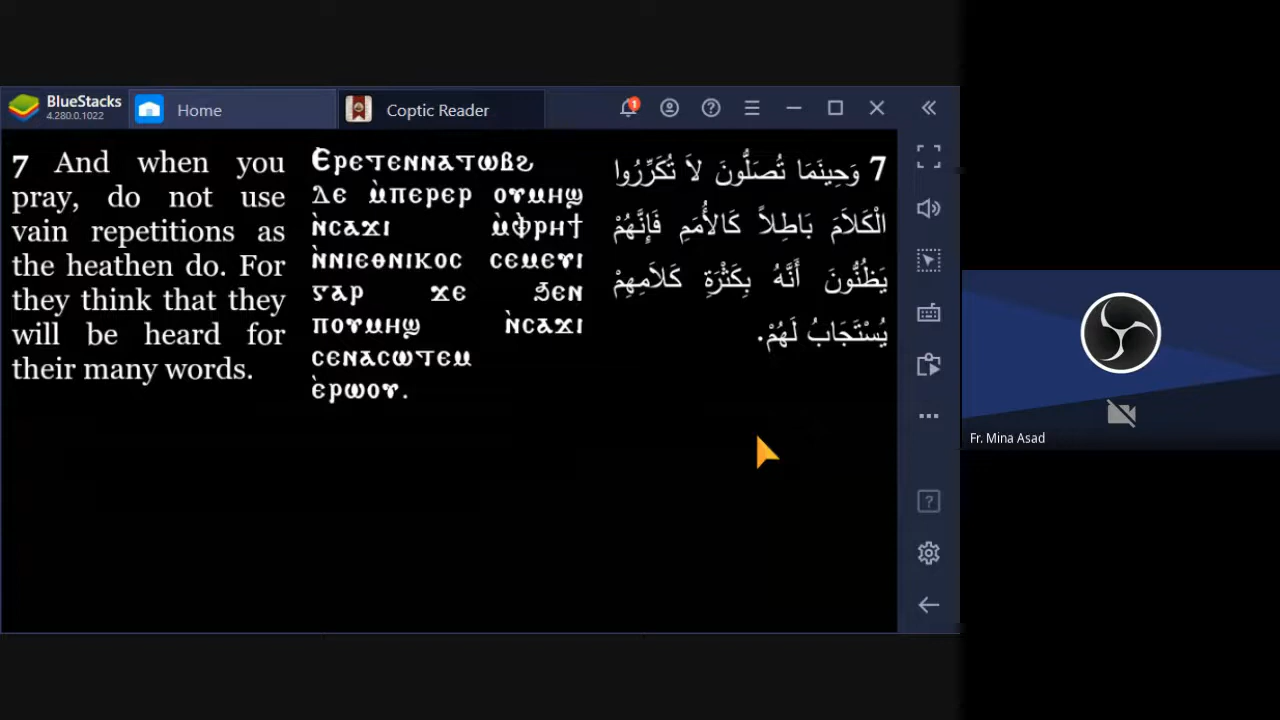 BlueStacks
4.280.0.1022
Home
Coptic Reader
1
7 And when you
pray, do not use
vain repetitions as
the heathen do. For
they think that they
will be heard for
their many words.
Ⲉⲣⲉⲧⲉⲛⲛⲁⲧⲱⲃϩ
ⲇⲉ ⲙ̀ⲡⲉⲣⲉⲣ ⲟⲩⲙⲏϣ
ⲛ̀ⲥⲁϫⲓ ⲙ̀ⲫⲣⲏϯ
ⲛ̀ⲛⲓⲉⲑⲛⲓⲕⲟⲥ ⲥⲉⲙⲉⲩⲓ
ⲅⲁⲣ ϫⲉ ϧⲉⲛ
ⲡⲟⲩⲙⲏϣ ⲛ̀ⲥⲁϫⲓ
ⲥⲉⲛⲁⲥⲱⲧⲉⲙ
ⲉ̀ⲣⲱⲟⲩ.
7 وَحِينَمَا تُصَلُّونَ لاَ تُكَرِّرُوا
الْكَلاَمَ بَاطِلاً كَالأُمَمِ فَإِنَّهُمْ
يَظُنُّونَ أَنَّهُ بِكَثْرَةِ كَلاَمِهِمْ
يُسْتَجَابُ لَهُمْ.
Fr. Mina Asad